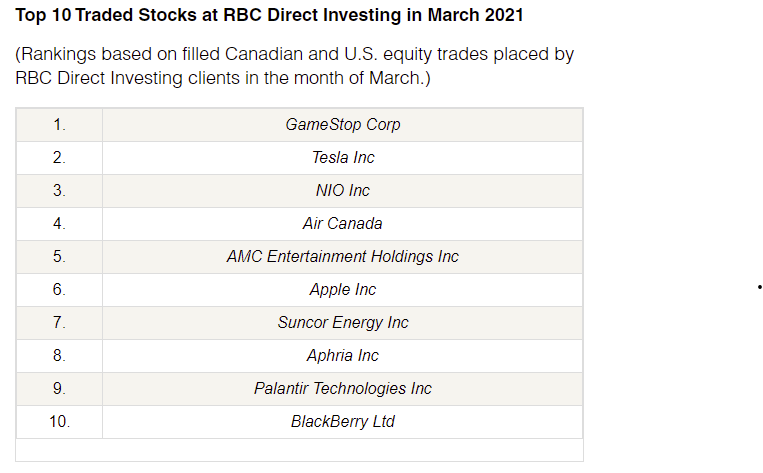 Top 10 Traded Stocks at RBC Direct Investing in March 2021
(Rankings based on filled Canadian and U.S. equity trades placed by
RBC Direct Investing clients in the month of March.)
1. GameStop Corp
2. Tesla Inc
3. NIO Inc
4. Air Canada
5. AMC Entertainment Holdings Inc
6. Apple Inc
7. Suncor Energy Inc
8. Aphria Inc
9. Palantir Technologies Inc
10. BlackBerry Ltd